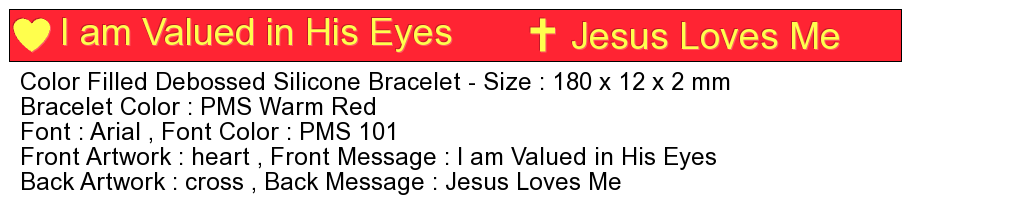 I am Valued in His Eyes Jesus Loves Me
Color Filled Debossed Silicone Bracelet - Size : 180 x 12 x 2 mm
Bracelet Color : PMS Warm Red
Font : Arial , Font Color : PMS 101
Front Artwork : heart , Front Message : I am Valued in His Eyes
Back Artwork : cross , Back Message : Jesus Loves Me